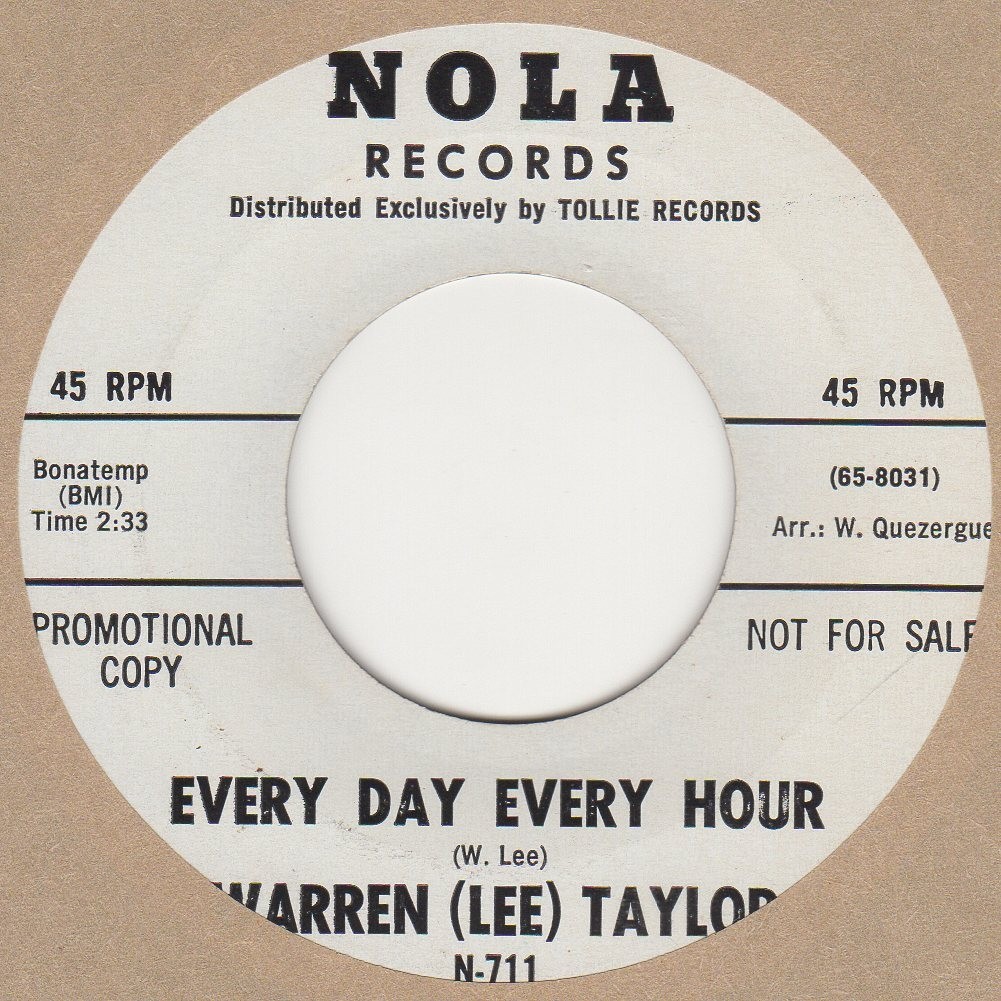 NOLA
RECORDS
Distributed Exclusively by TOLLIE RECORDS
45 RPM
45 RPM
Bonatemp
(BMI)
Time 2:33
(65-8031)
Arr.: W. Quezergue
PROMOTIONAL
COPY
NOT FOR SALE
EVERY DAY EVERY HOUR
(W. Lee)
WARREN (LEE) TAYLOR
N-711